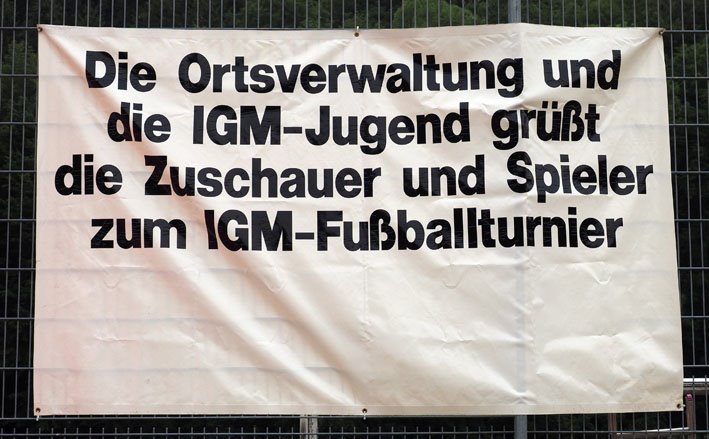 Die Ortsverwaltung und
die IGM-Jugend grüßt
die Zuschauer und Spieler
zum IGM-Fußballturnier